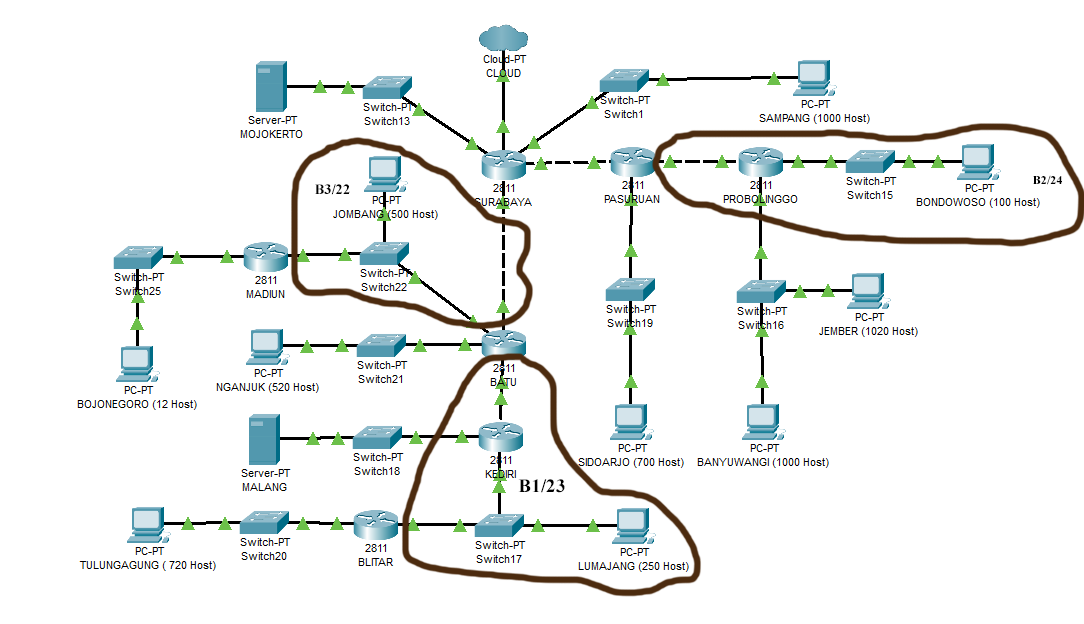 Cloud-PT
CLOUD
Server-PT
MOJOKERTO
Switch-PT
Switch13
Switch-PT
Switch1
PC-PT
SAMPANG (1000 Host)
2811
SURABAYA
2811
PASURUAN
2811
PROBOLINGGO
Switch-PT
Switch15
PC-PT
BONDOWOSO (100 Host)
B2/24
B3/22
PC-PT
JOMBANG (500 Host)
Switch-PT
Switch25
2811
MADIUN
Switch-PT
Switch22
Switch-PT
Switch19
Switch-PT
Switch16
PC-PT
JEMBER (1020 Host)
PC-PT
BOJONEGORO (12 Host)
PC-PT
NGANJUK (520 Host)
Switch-PT
Switch21
2811
BATU
Server-PT
MALANG
Switch-PT
Switch18
2811
KEDIRI
B1/23
PC-PT
SIDOARJO (700 Host)
PC-PT
BANYUWANGI (1000 Host)
PC-PT
TULUNGAGUNG ( 720 Host)
Switch-PT
Switch20
2811
BLITAR
Switch-PT
Switch17
PC-PT
LUMAJANG (250 Host)